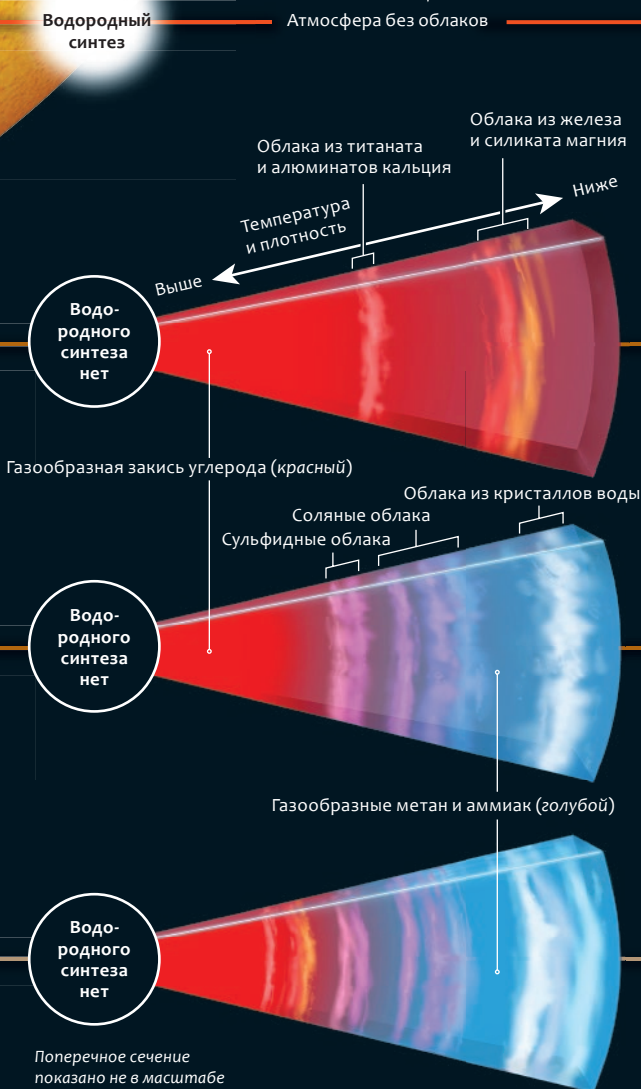 Водородный
синтез
Атмосфера без облаков
Облака из железа
и силиката магния
Облака из титаната
и алюминатов кальция
Температура
и плотность
Ниже
Выше
Водо-
родного
синтеза
нет
Газообразная закись углерода (красный)
Облака из кристаллов воды
Соляные облака
Сульфидные облака
Водо-
родного
синтеза
нет
Газообразные метан и аммиак (голубой)
Водо-
родного
синтеза
нет
Поперечное сечение
показано не в масштабе